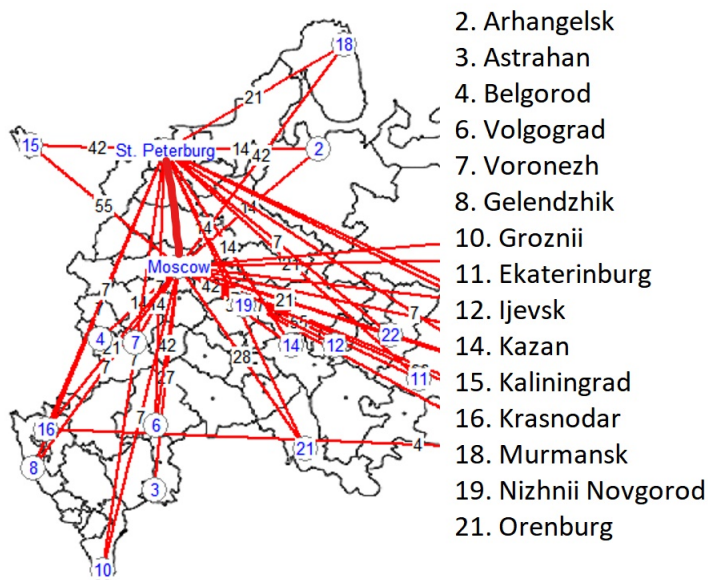 2. Arhangelsk
3. Astrahan
4. Belgorod
6. Volgograd
7. Voronezh
8. Gelendzhik
10. Groznii
11. Ekaterinburg
12. Ijevsk
14. Kazan
15. Kaliningrad
16. Krasnodar
18. Murmansk
19. Nizhnii Novgorod
21. Orenburg
18
21
15
42
St. Peterburg
14
42
2
55
14
14
14
7
21
Moscow
7
42
19
21
14
4
7
42
55
14
12
22
7
11
21
28
7
27
16
7
6
21
4
8
3
10